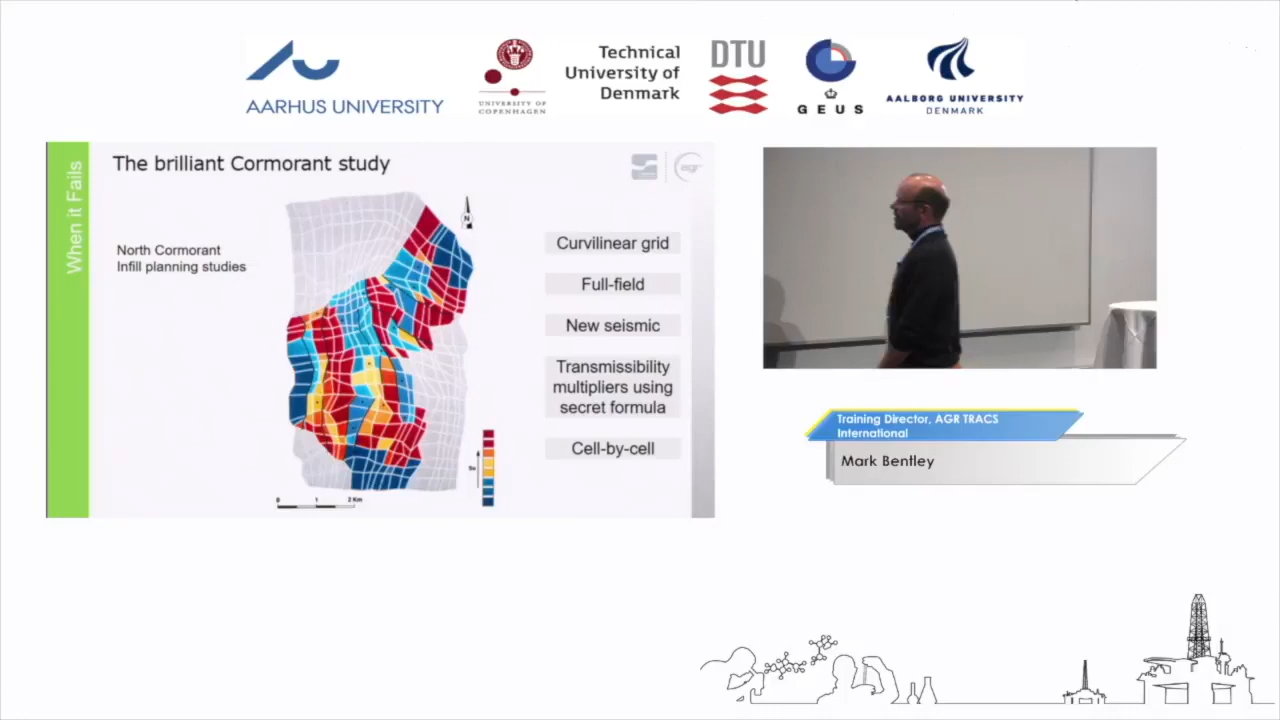 AARHUS UNIVERSITY
UNIVERSITY OF
COPENHAGEN
Technical
University of
Denmark
DTU
GEUS
AALBORG UNIVERSITY
DENMARK
When it Fails
The brilliant Cormorant study
North Cormorant
Infill planning studies
N
So
0 1 2 Km
Curvilinear grid
Full-field
New seismic
Transmissibility
multipliers using
secret formula
Cell-by-cell
Training Director, AGR TRACS
International
Mark Bentley